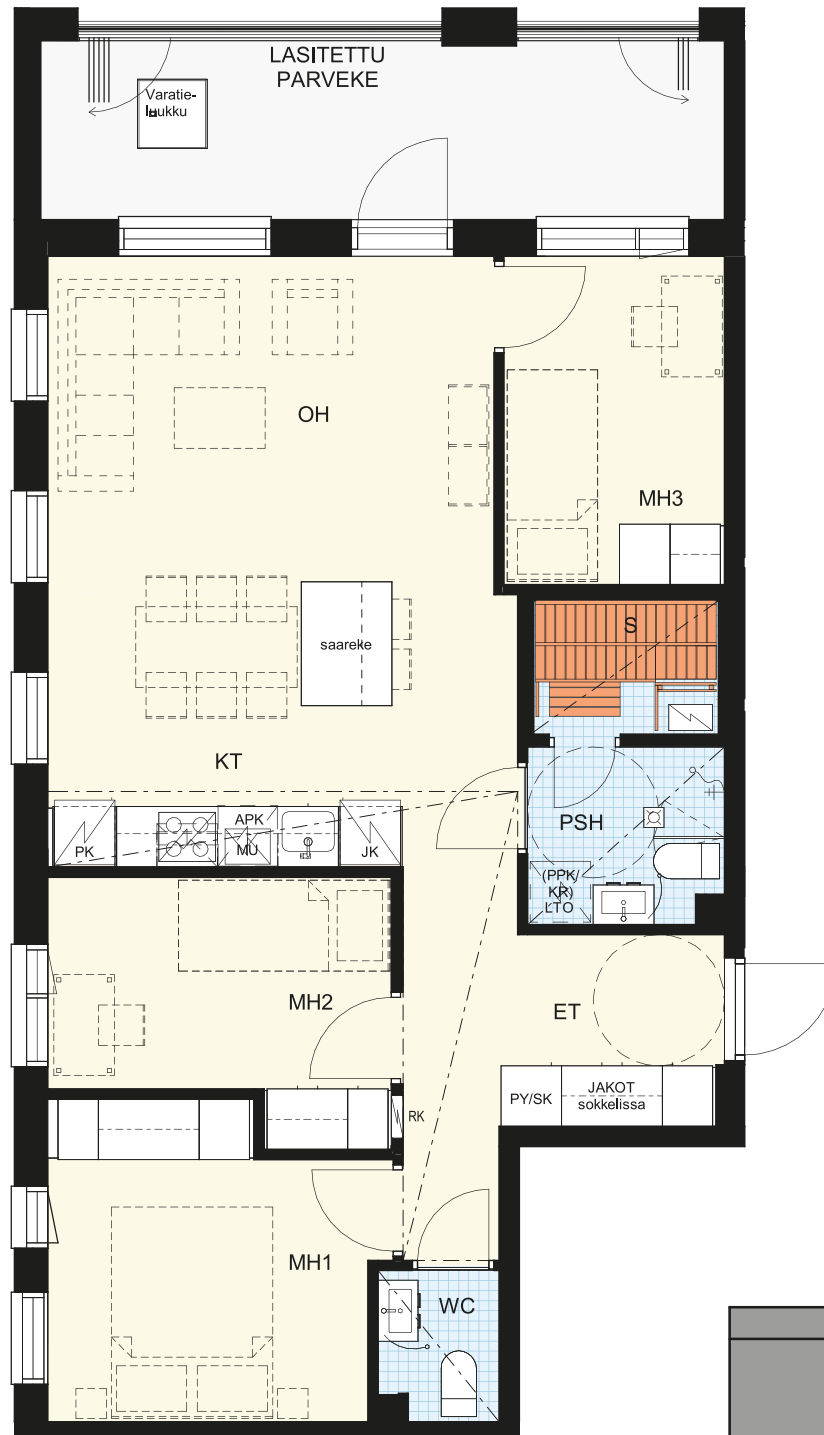 LASITETTU
PARVEKE
Varatie-
luukku
OH
MH3
S
saareke
KT
PSH
PK
APK
MU
JK
(PPK/
KR)
LTO
MH2
ET
RK
PY/SK
JAKOT
sokkelissa
MH1
WC